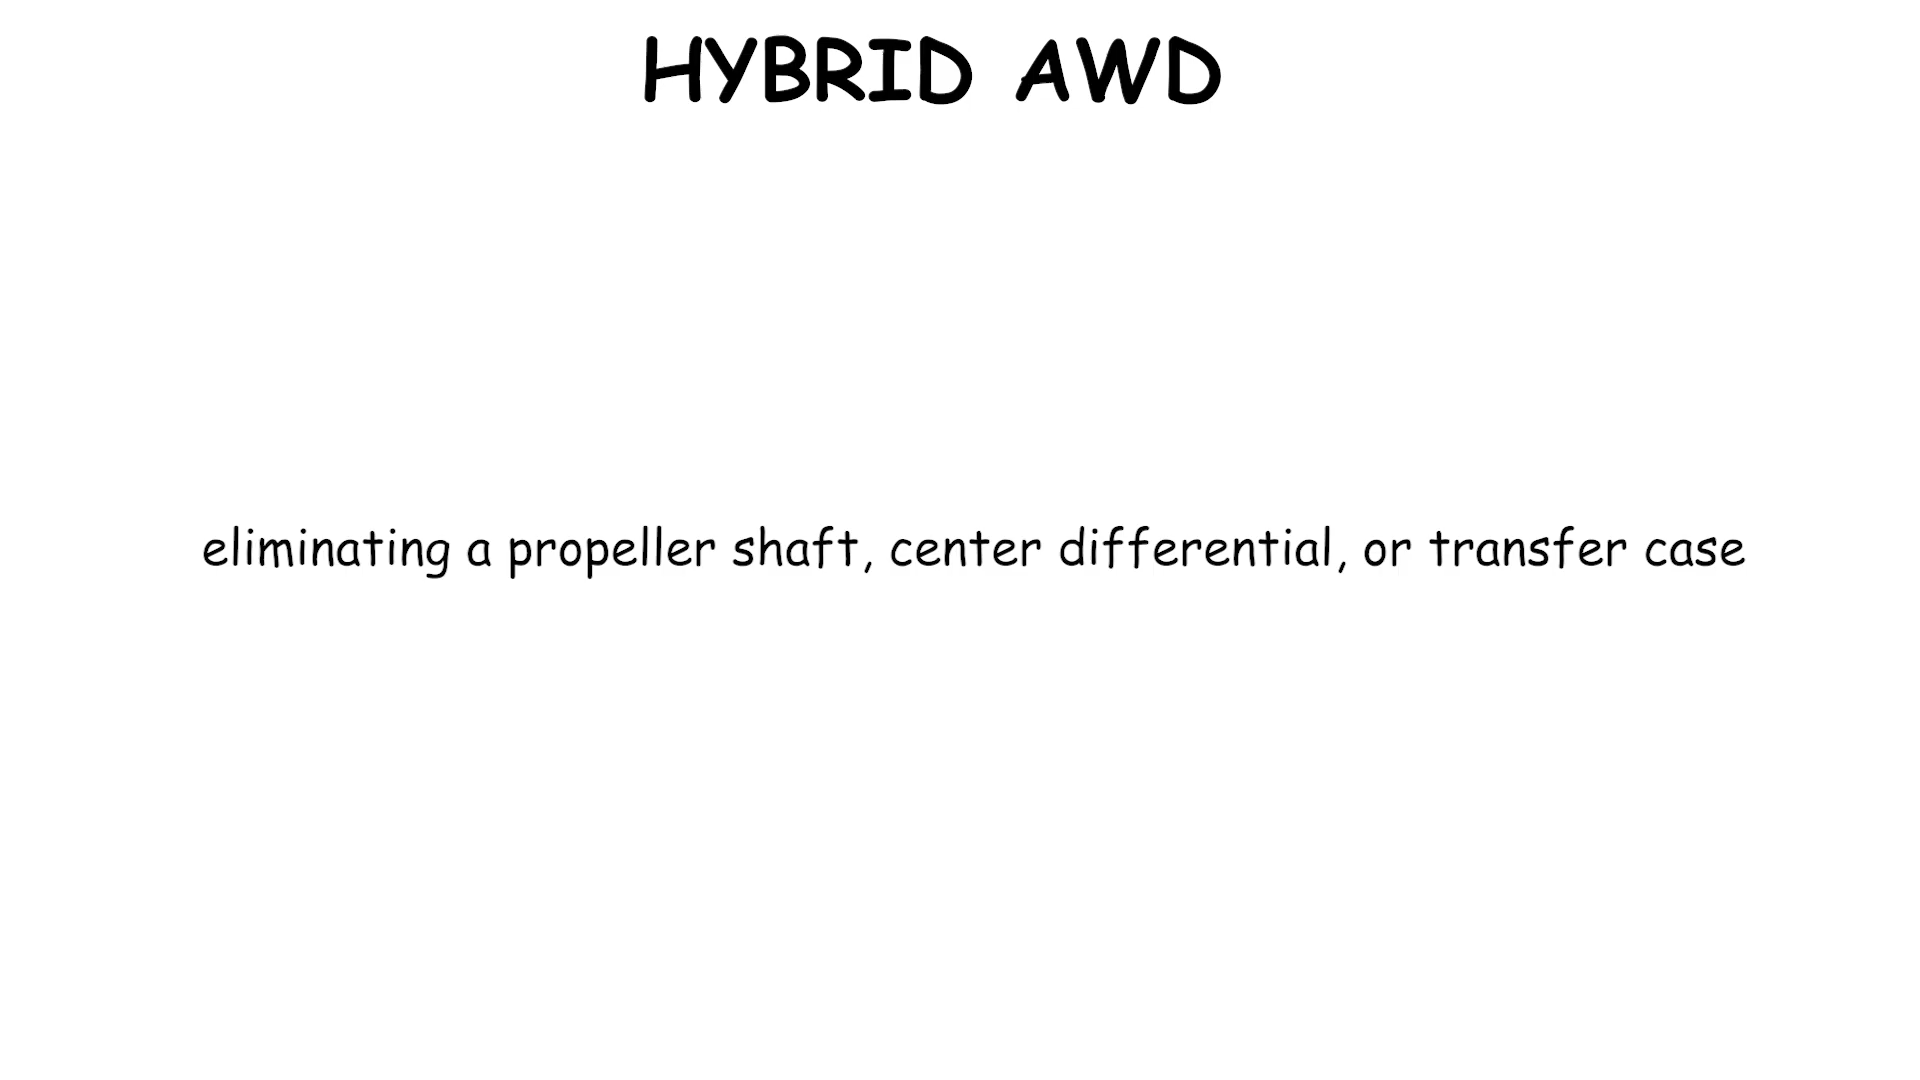 HYBRID AWD
eliminating a propeller shaft, center differential, or transfer case